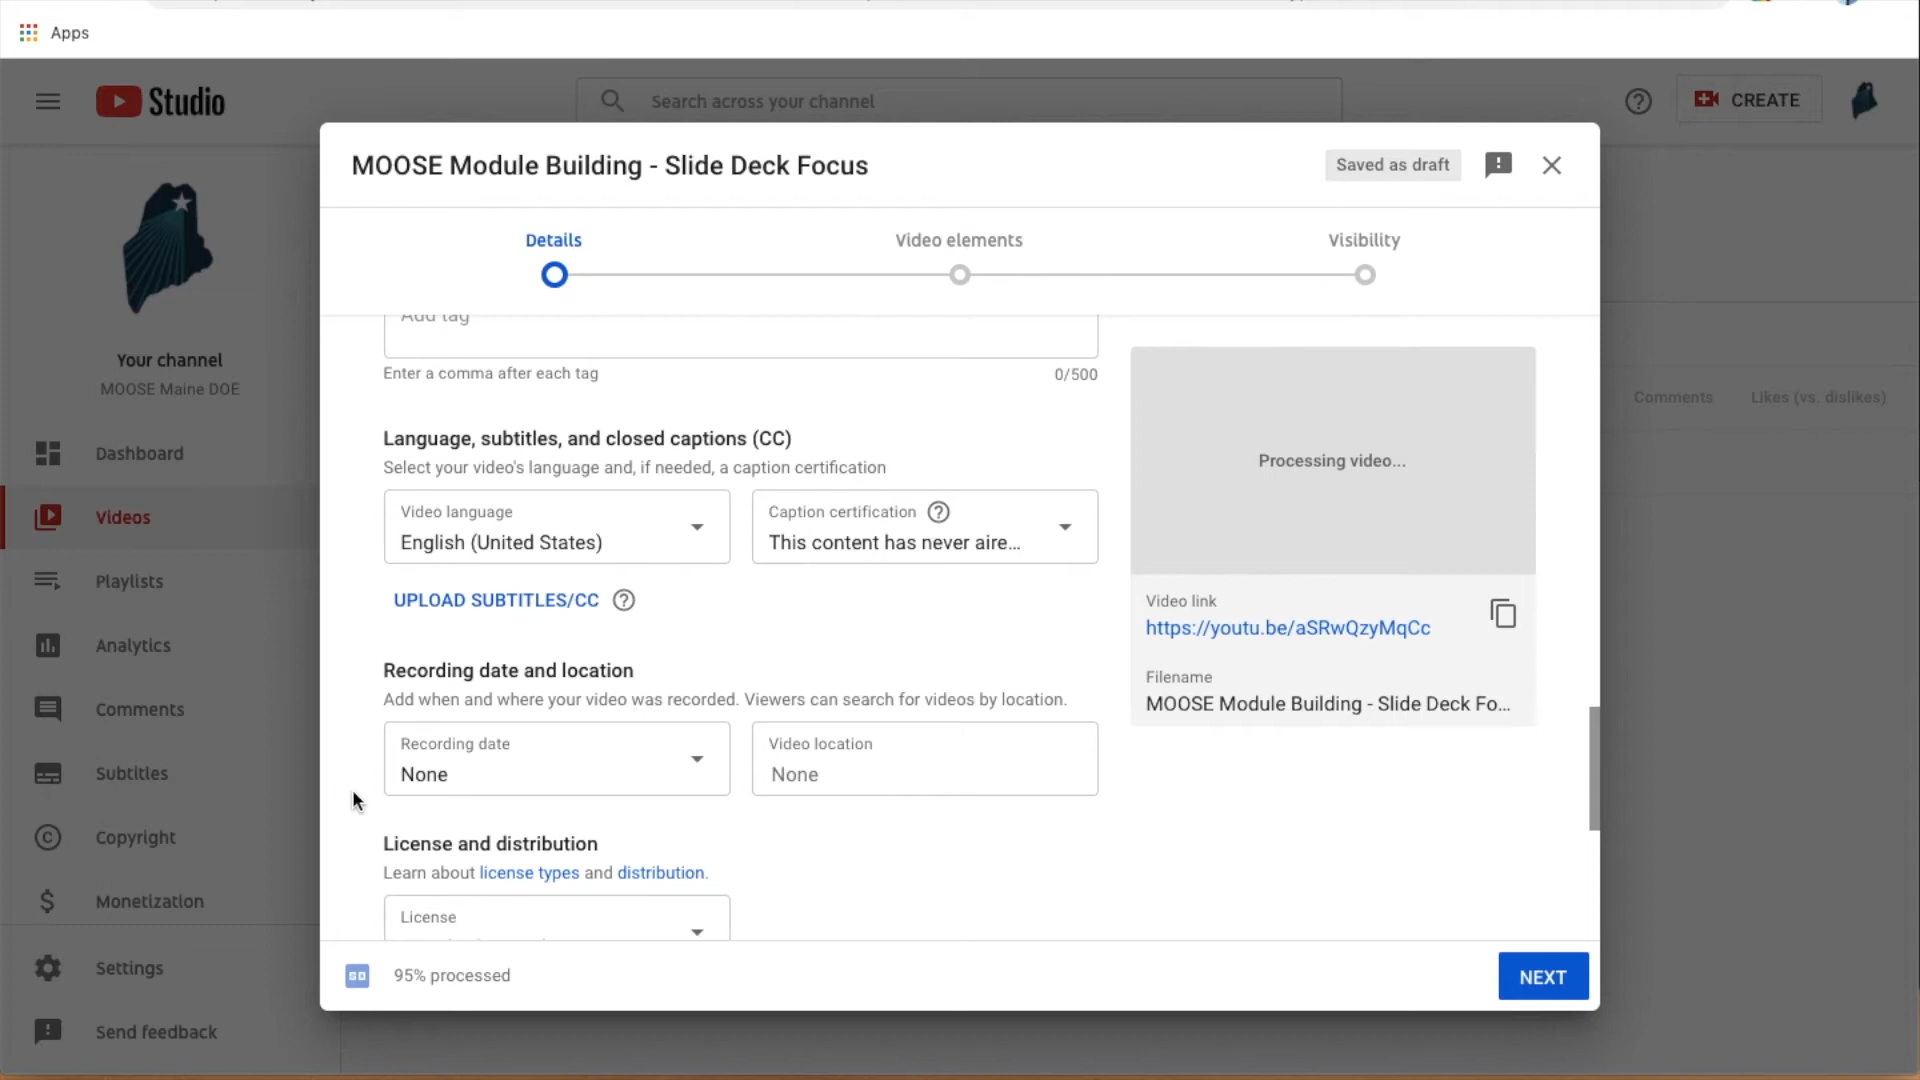 Apps
Studio
Search across your channel
CREATE
MOOSE Module Building - Slide Deck Focus
Saved as draft
Details
Video elements
Visibility
Your channel
MOOSE Maine DOE
Dashboard
Videos
Playlists
Analytics
Comments
Subtitles
Copyright
Monetization
Settings
Send feedback
Add tag
Enter a comma after each tag
0/500
Language, subtitles, and closed captions (CC)
Select your video's language and, if needed, a caption certification
Video language
English (United States)
Caption certification
This content has never aire...
UPLOAD SUBTITLES/CC
Recording date and location
Add when and where your video was recorded. Viewers can search for videos by location.
Recording date
None
Video location
None
License and distribution
Learn about license types and distribution.
License
Processing video...
Video link
https://youtu.be/aSRwQzyMqCc
Filename
MOOSE Module Building - Slide Deck Fo...
Comments
Likes (vs. dislikes)
SD
95% processed
NEXT